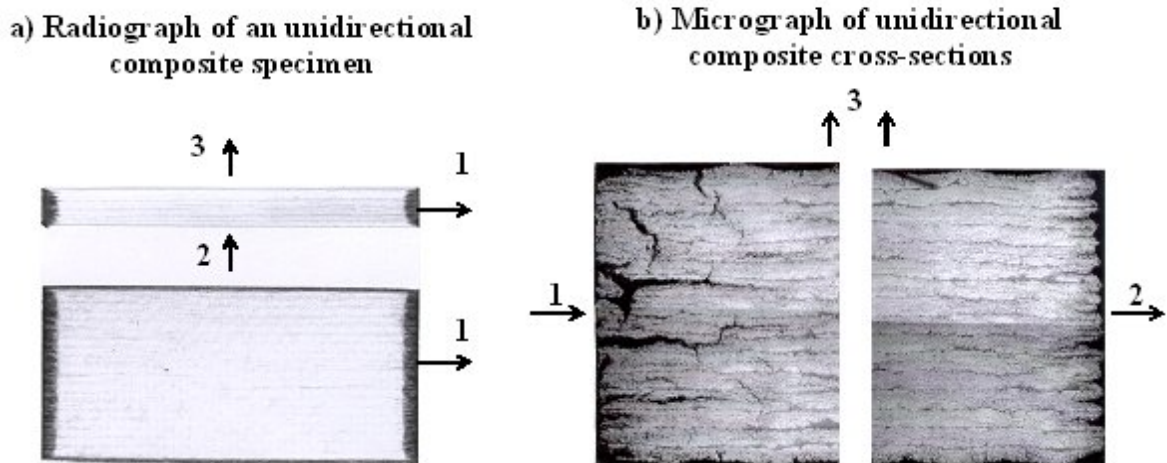 a) Radiograph of an unidirectional
composite specimen
b) Micrograph of unidirectional
composite cross-sections
3
1
2
1
3
1
2